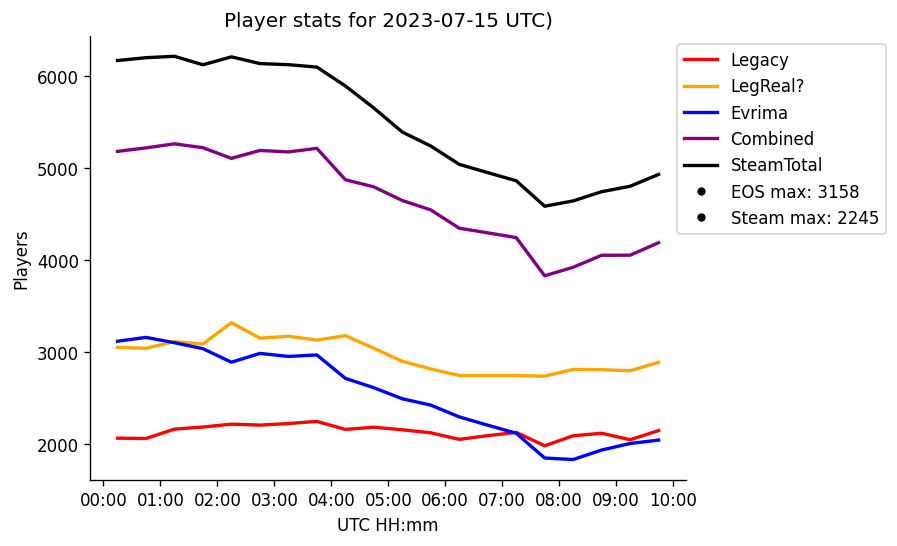 Player stats for 2023-07-15 UTC)
Players
6000
5000
4000
3000
2000
00:00 01:00 02:00 03:00 04:00 05:00 06:00 07:00 08:00 09:00 10:00
UTC HH:mm
Legacy
LegReal?
Evrima
Combined
SteamTotal
EOS max: 3158
Steam max: 2245